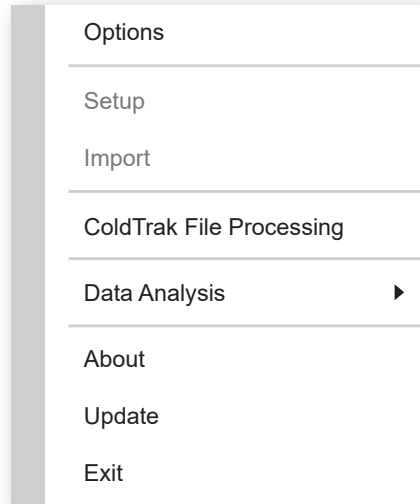 Options
Setup
Import
ColdTrak File Processing
Data Analysis
About
Update
Exit